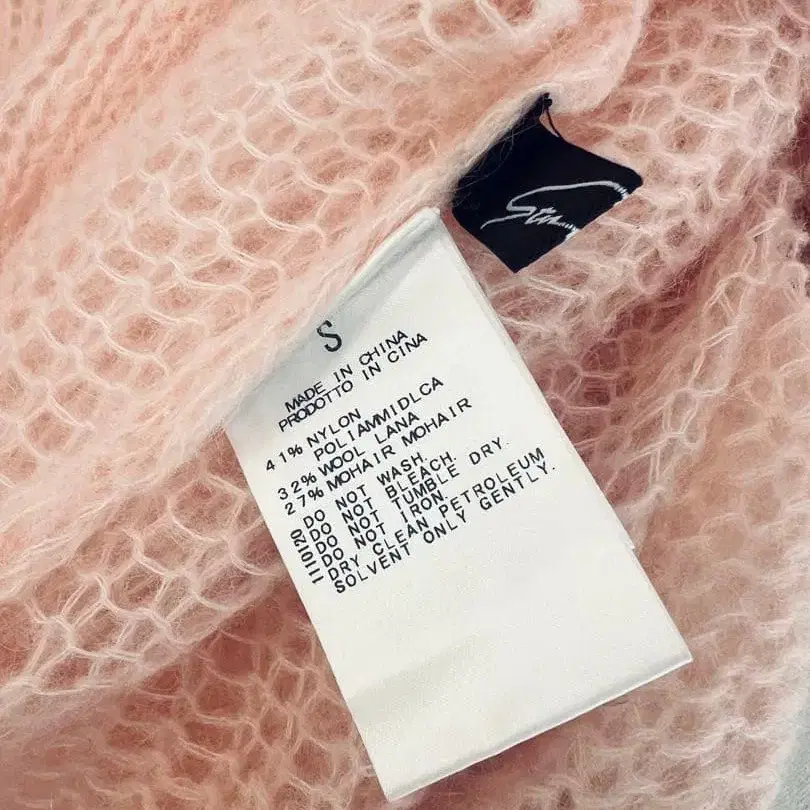 S
MADE IN CHINA
PRODOTTO IN CINA
41% NYLON
POLIAMMIDLCA
32% WOOL LANA
27% MOHAIR MOHAIR
DO NOT WASH.
DO NOT BLEACH.
DO NOT TUMBLE DRY.
DO NOT IRON.
DRY CLEAN PETROLEUM
SOLVENT ONLY GENTLY.
1110120